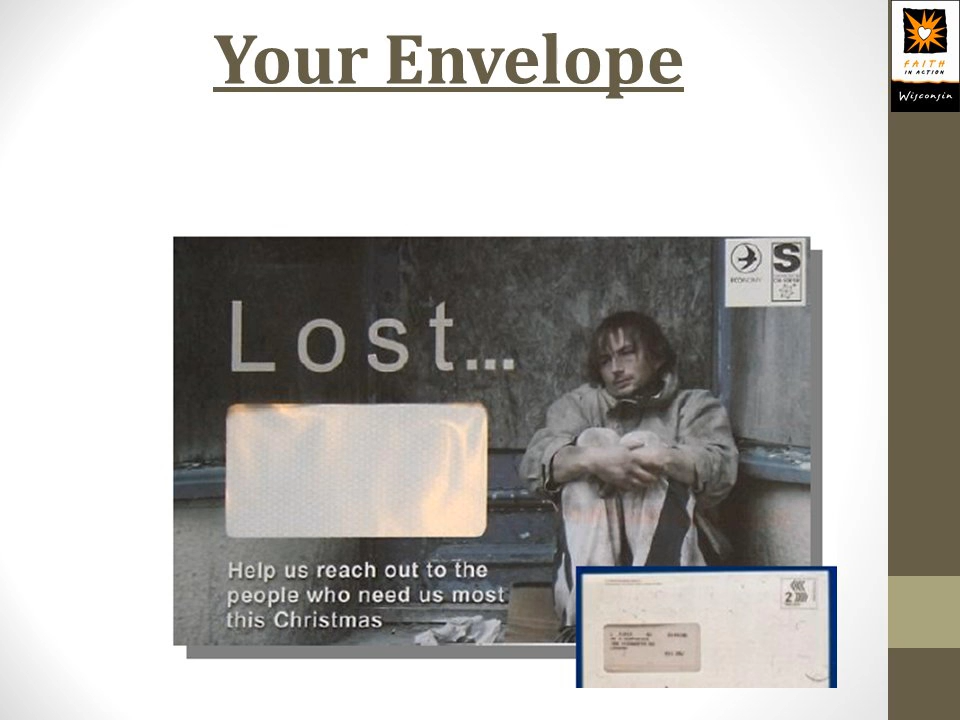 Your Envelope
FAITH
IN ACTION
Wisconsin
Lost...
ECONOMY
S
Help us reach out to the
people who need us most
this Christmas
2